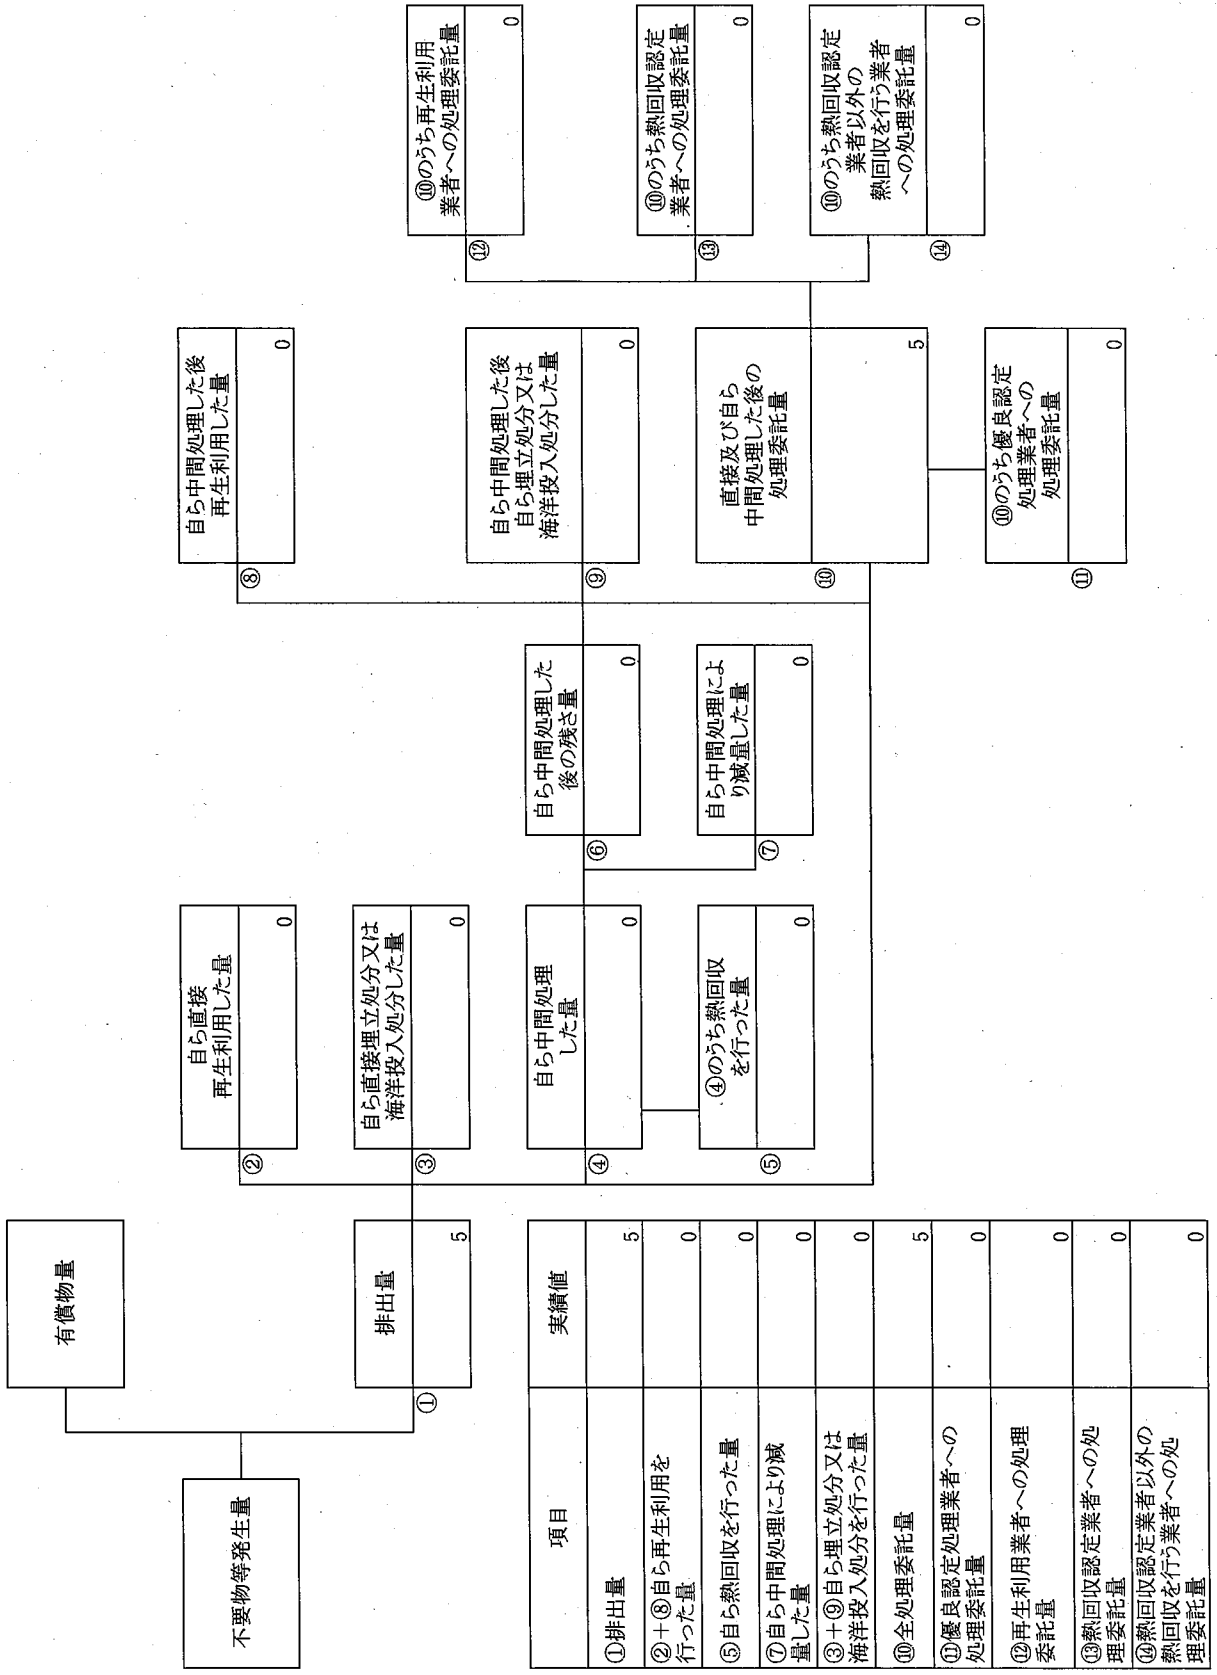 不要物等発生量
有償物量
排出量
①
5
自ら直接
再生利用した量
②
0
自ら直接埋立処分又は
海洋投入処分した量
③
0
自ら中間処理
した量
④
0
④のうち熱回収
を行った量
⑤
0
自ら中間処理した
後の残さ量
⑥
0
自ら中間処理によ
り減量した量
⑦
0
自ら中間処理した後
再生利用した量
⑧
0
自ら中間処理した後
自ら埋立処分又は
海洋投入処分した量
⑨
0
直接及び自ら
中間処理した後の
処理委託量
⑩
5
⑩のうち優良認定
処理業者への
処理委託量
⑪
0
⑩のうち再生利用
業者への処理委託量
⑫
0
⑩のうち熱回収認定
業者への処理委託量
⑬
0
⑩のうち熱回収認定
業者以外の
熱回収を行う業者
への処理委託量
⑭
0
項目 実績値
①排出量 5
②+⑧自ら再生利用を
行った量 0
⑤自ら熱回収を行った量 0
⑦自ら中間処理により減
量した量 0
③+⑨自ら埋立処分又は
海洋投入処分を行った量 0
⑩全処理委託量 5
⑪優良認定処理業者への
処理委託量 0
⑫再生利用業者への処理
委託量 0
⑬熱回収認定業者への処
理委託量 0
⑭熱回収認定業者以外の
熱回収を行う業者への処
理委託量 0